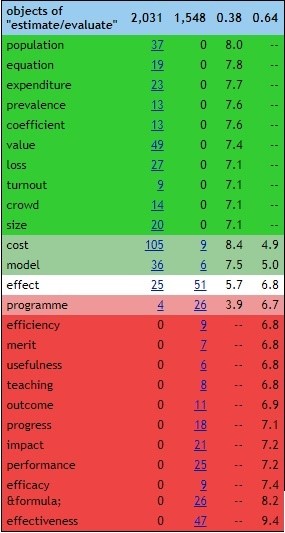 objects of
"estimate/evaluate" 2,031 1,548 0.38 0.64
population 37 0 8.0 --
equation 19 0 7.8 --
expenditure 23 0 7.7 --
prevalence 13 0 7.6 --
coefficient 13 0 7.6 --
value 49 0 7.4 --
loss 27 0 7.1 --
turnout 9 0 7.1 --
crowd 14 0 7.1 --
size 20 0 7.1 --
cost 105 9 8.4 4.9
model 36 6 7.5 5.0
effect 25 51 5.7 6.8
programme 4 26 3.9 6.7
efficiency 0 9 -- 6.8
merit 0 7 -- 6.8
usefulness 0 6 -- 6.8
teaching 0 8 -- 6.8
outcome 0 11 -- 6.9
progress 0 18 -- 7.1
impact 0 21 -- 7.2
performance 0 25 -- 7.2
efficacy 0 9 -- 7.4
&formula; 0 26 -- 8.2
effectiveness 0 47 -- 9.4